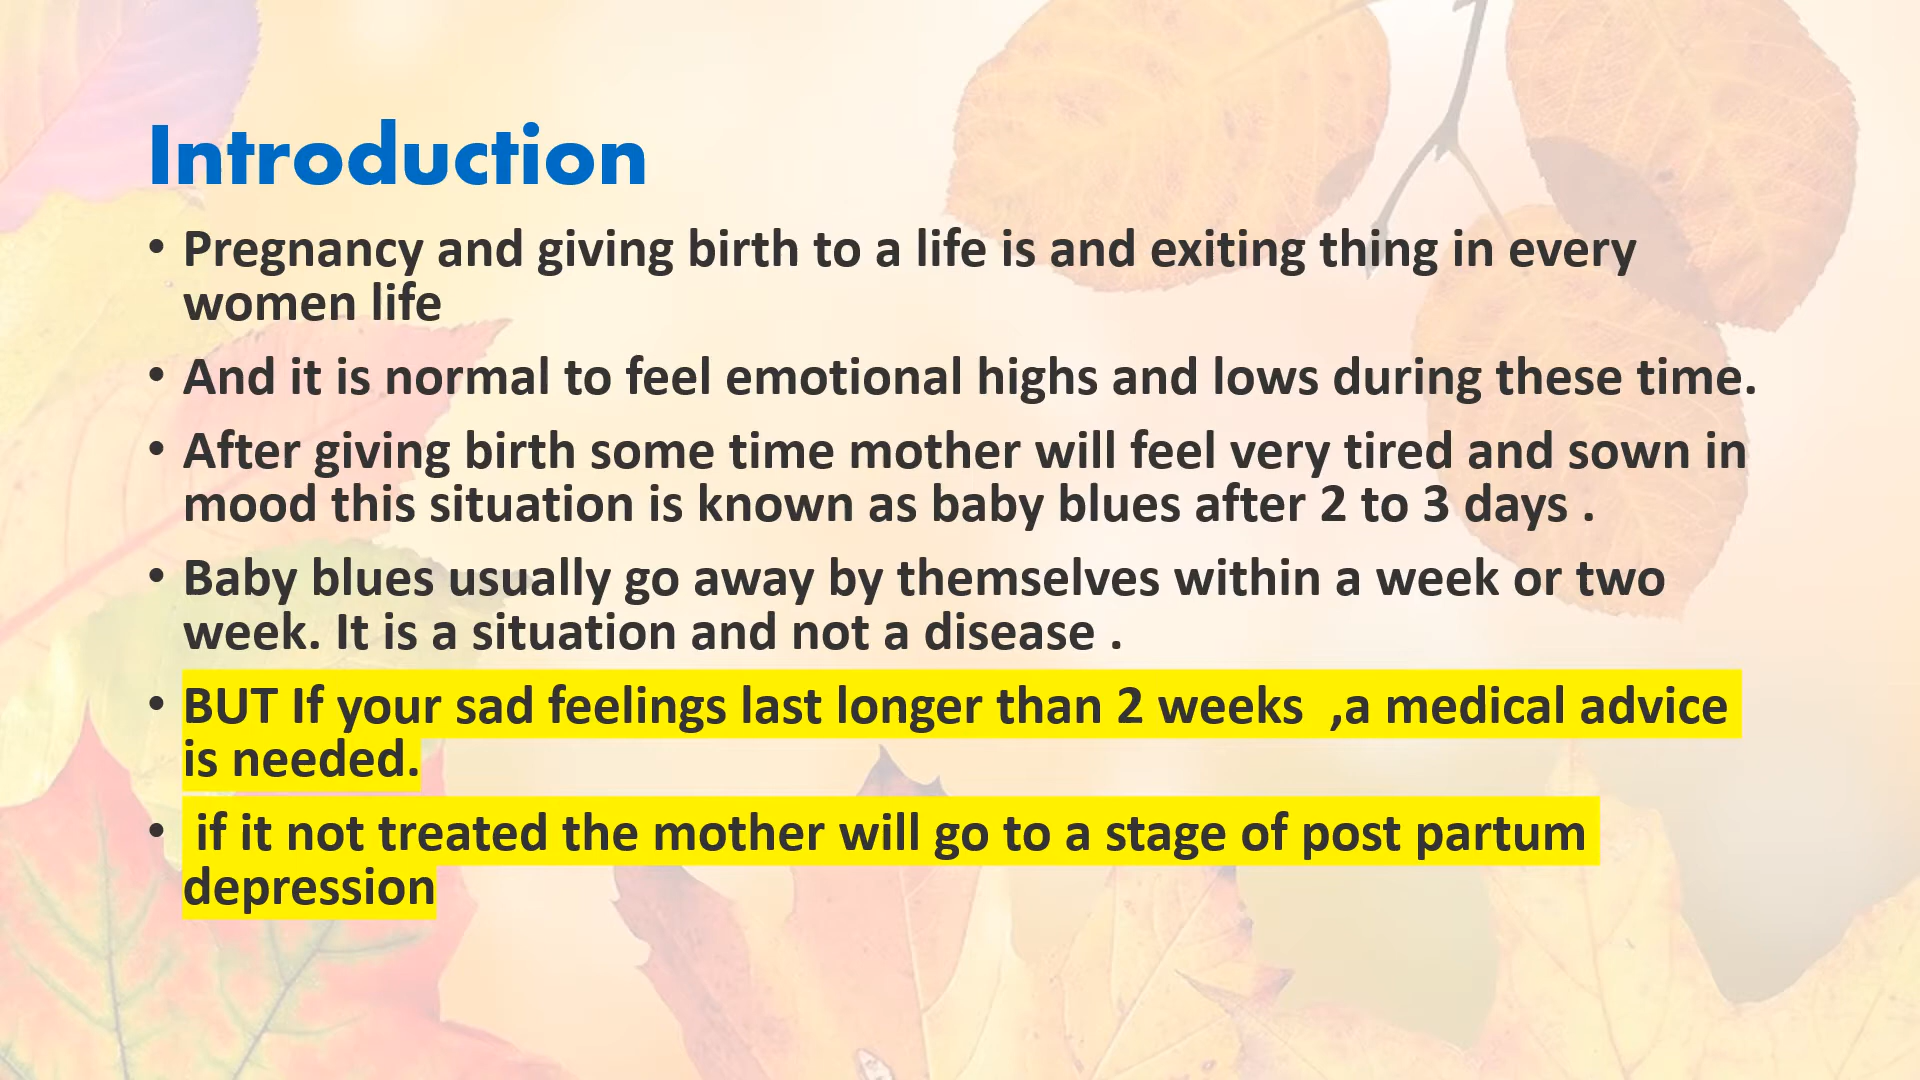 Introduction
• Pregnancy and giving birth to a life is and exiting thing in every
women life
• And it is normal to feel emotional highs and lows during these time.
• After giving birth some time mother will feel very tired and sown in
mood this situation is known as baby blues after 2 to 3 days .
• Baby blues usually go away by themselves within a week or two
week. It is a situation and not a disease .
• BUT If your sad feelings last longer than 2 weeks  ,a medical advice
is needed.
• if it not treated the mother will go to a stage of post partum
depression